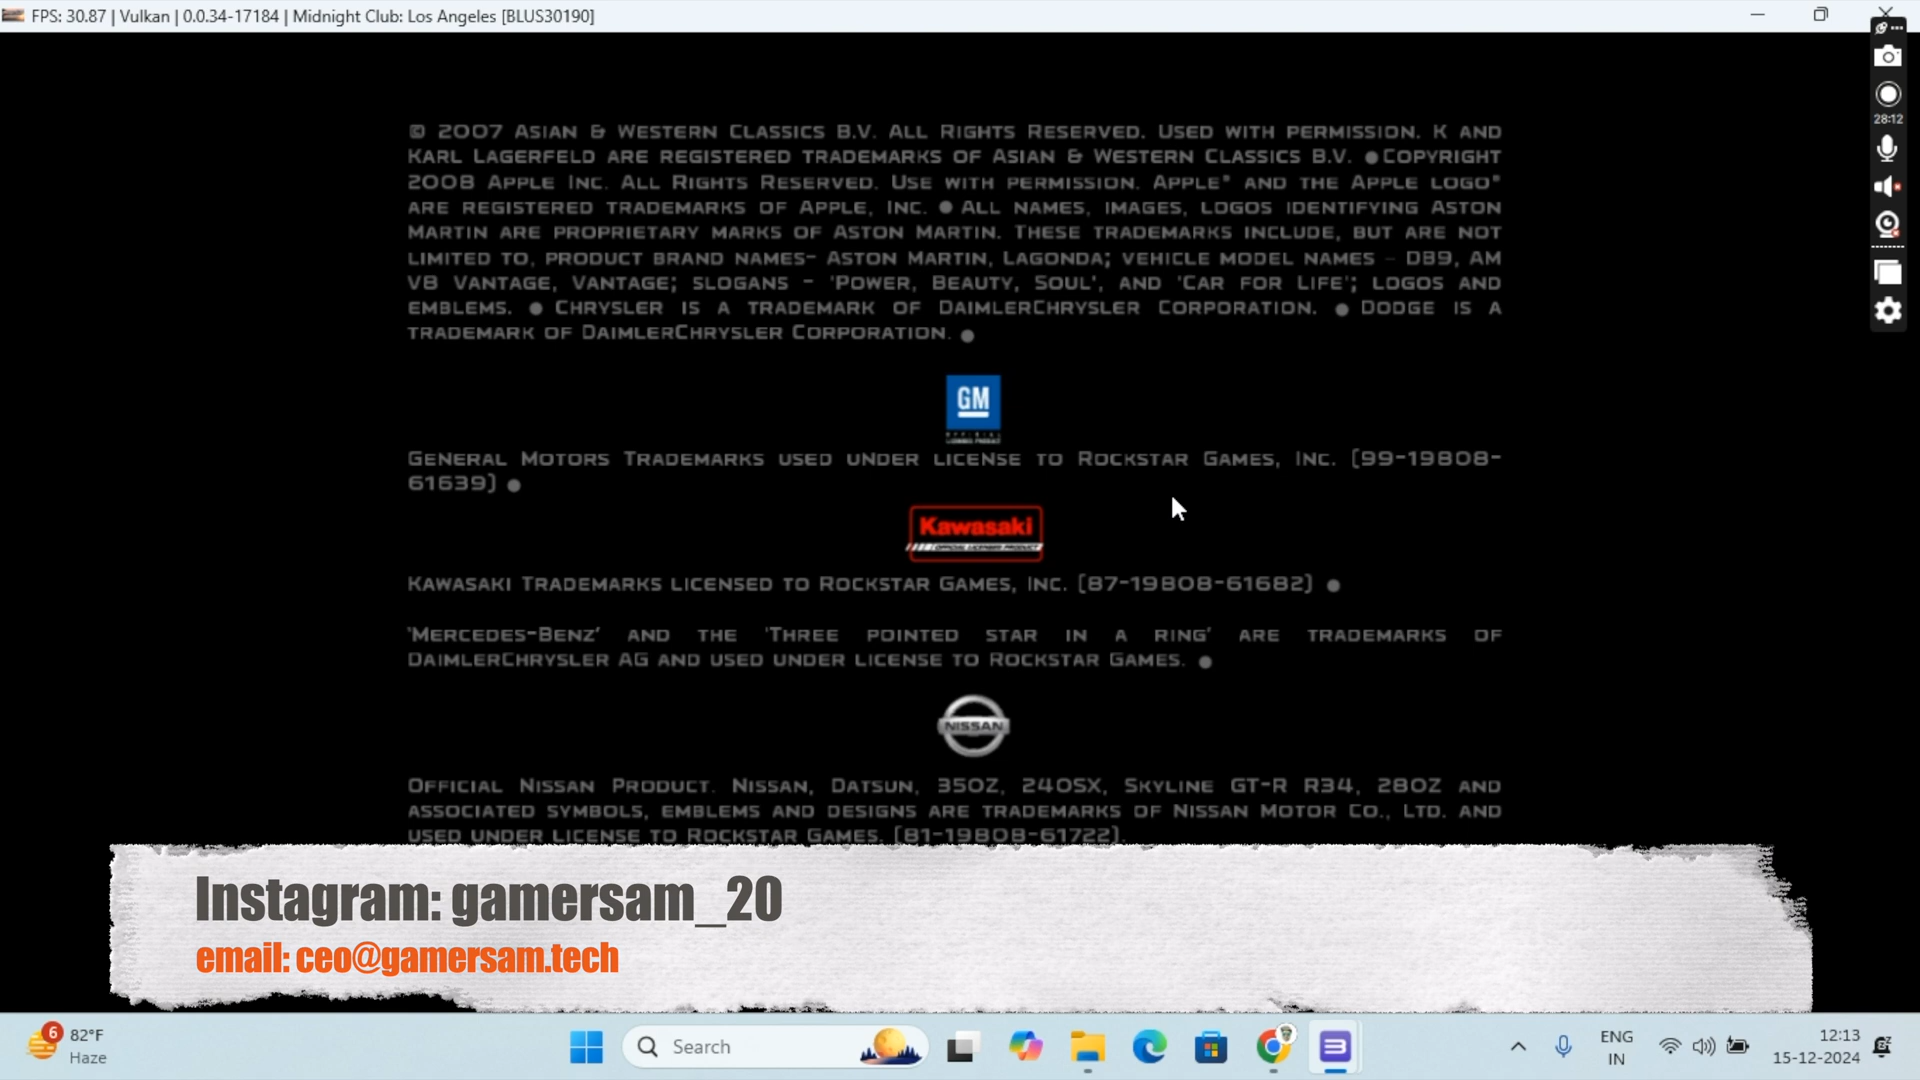 FPS: 30.87 | Vulkan | 0.0.34-17184 | Midnight Club: Los Angeles [BLUS30190]
28:12
© 2007 Asian & Western Classics B.V. All Rights Reserved. Used with permission. K and
Karl Lagerfeld are registered trademarks of Asian & Western Classics B.V. ●Copyright
2008 Apple Inc. All Rights Reserved. Use with permission. Apple® and the Apple logo®
are registered trademarks of Apple, Inc. ● All names, images, logos identifying Aston
Martin are proprietary marks of Aston Martin. These trademarks include, but are not
limited to, product brand names- Aston Martin, Lagonda; vehicle model names - DB9, AM
V8 Vantage, Vantage; slogans - 'Power, Beauty, Soul', and 'Car for Life'; logos and
emblems. ● Chrysler is a trademark of DaimlerChrysler Corporation. ● Dodge is a
trademark of DaimlerChrysler Corporation. ●
GM
OFFICIAL
LICENSED PRODUCT
General Motors Trademarks used under license to Rockstar Games, Inc. (99-19808-
61639) ●
Kawasaki
OFFICIAL LICENSED PRODUCT
Kawasaki Trademarks licensed to Rockstar Games, Inc. (87-19808-61682) ●
'Mercedes-Benz' and the 'Three pointed star in a ring' are trademarks of
DaimlerChrysler AG and used under license to Rockstar Games. ●
NISSAN
Official Nissan Product. Nissan, Datsun, 350Z, 240SX, Skyline GT-R R34, 280Z and
associated symbols, emblems and designs are trademarks of Nissan Motor Co., Ltd. and
used under license to Rockstar Games. (81-19808-61722).
Instagram: gamersam_20
email: ceo@gamersam.tech
6
82°F
Haze
Search
ENG
IN
12:13
15-12-2024